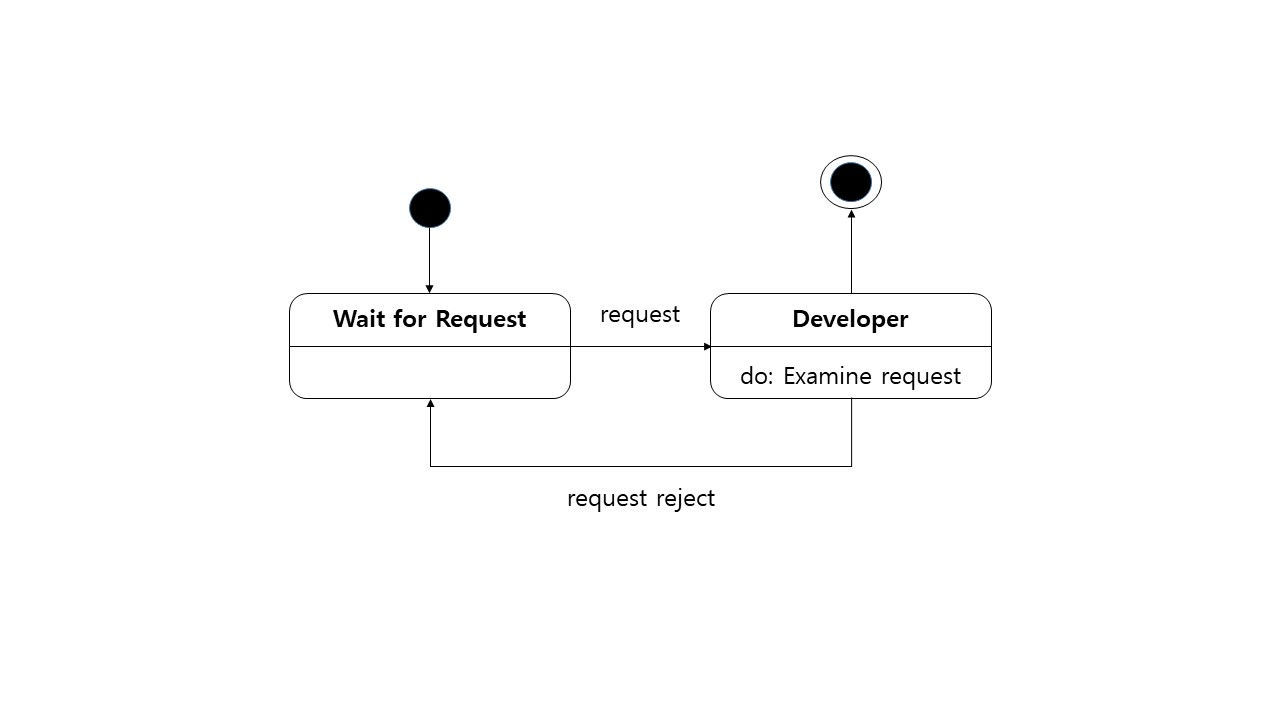 Wait for Request
request
Developer
do: Examine request
request reject